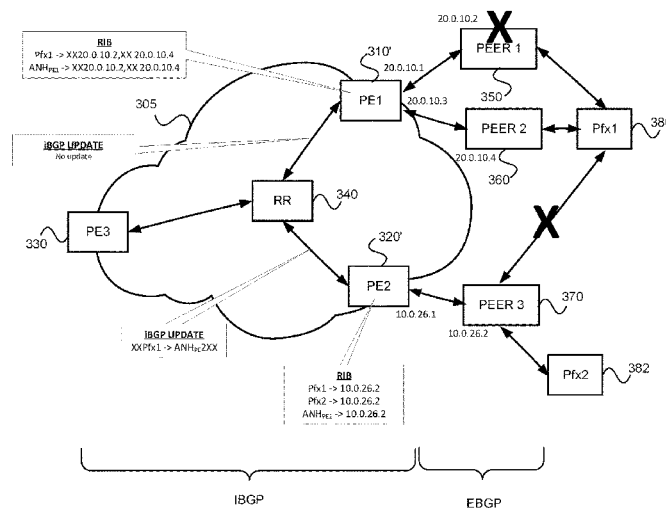 RIB
Pfx1 -> XX20.0.10.2,XX 20.0.10.4
ANHPE1 -> XX20.0.10.2,XX 20.0.10.4
310'
20.0.10.2
X
PEER 1
20.0.10.1
350
305
PE1
20.0.10.3
PEER 2
Pfx1
380
iBGP UPDATE
No update
20.0.10.4
360
RR
340
PE3
330
320'
X
PE2
PEER 3
370
10.0.26.1
10.0.26.2
iBGP UPDATE
XXPfx1 -> ANHPE2XX
RIB
Pfx1 -> 10.0.26.2
Pfx2 -> 10.0.26.2
ANHPE2 -> 10.0.26.2
Pfx2
382
IBGP
EBGP